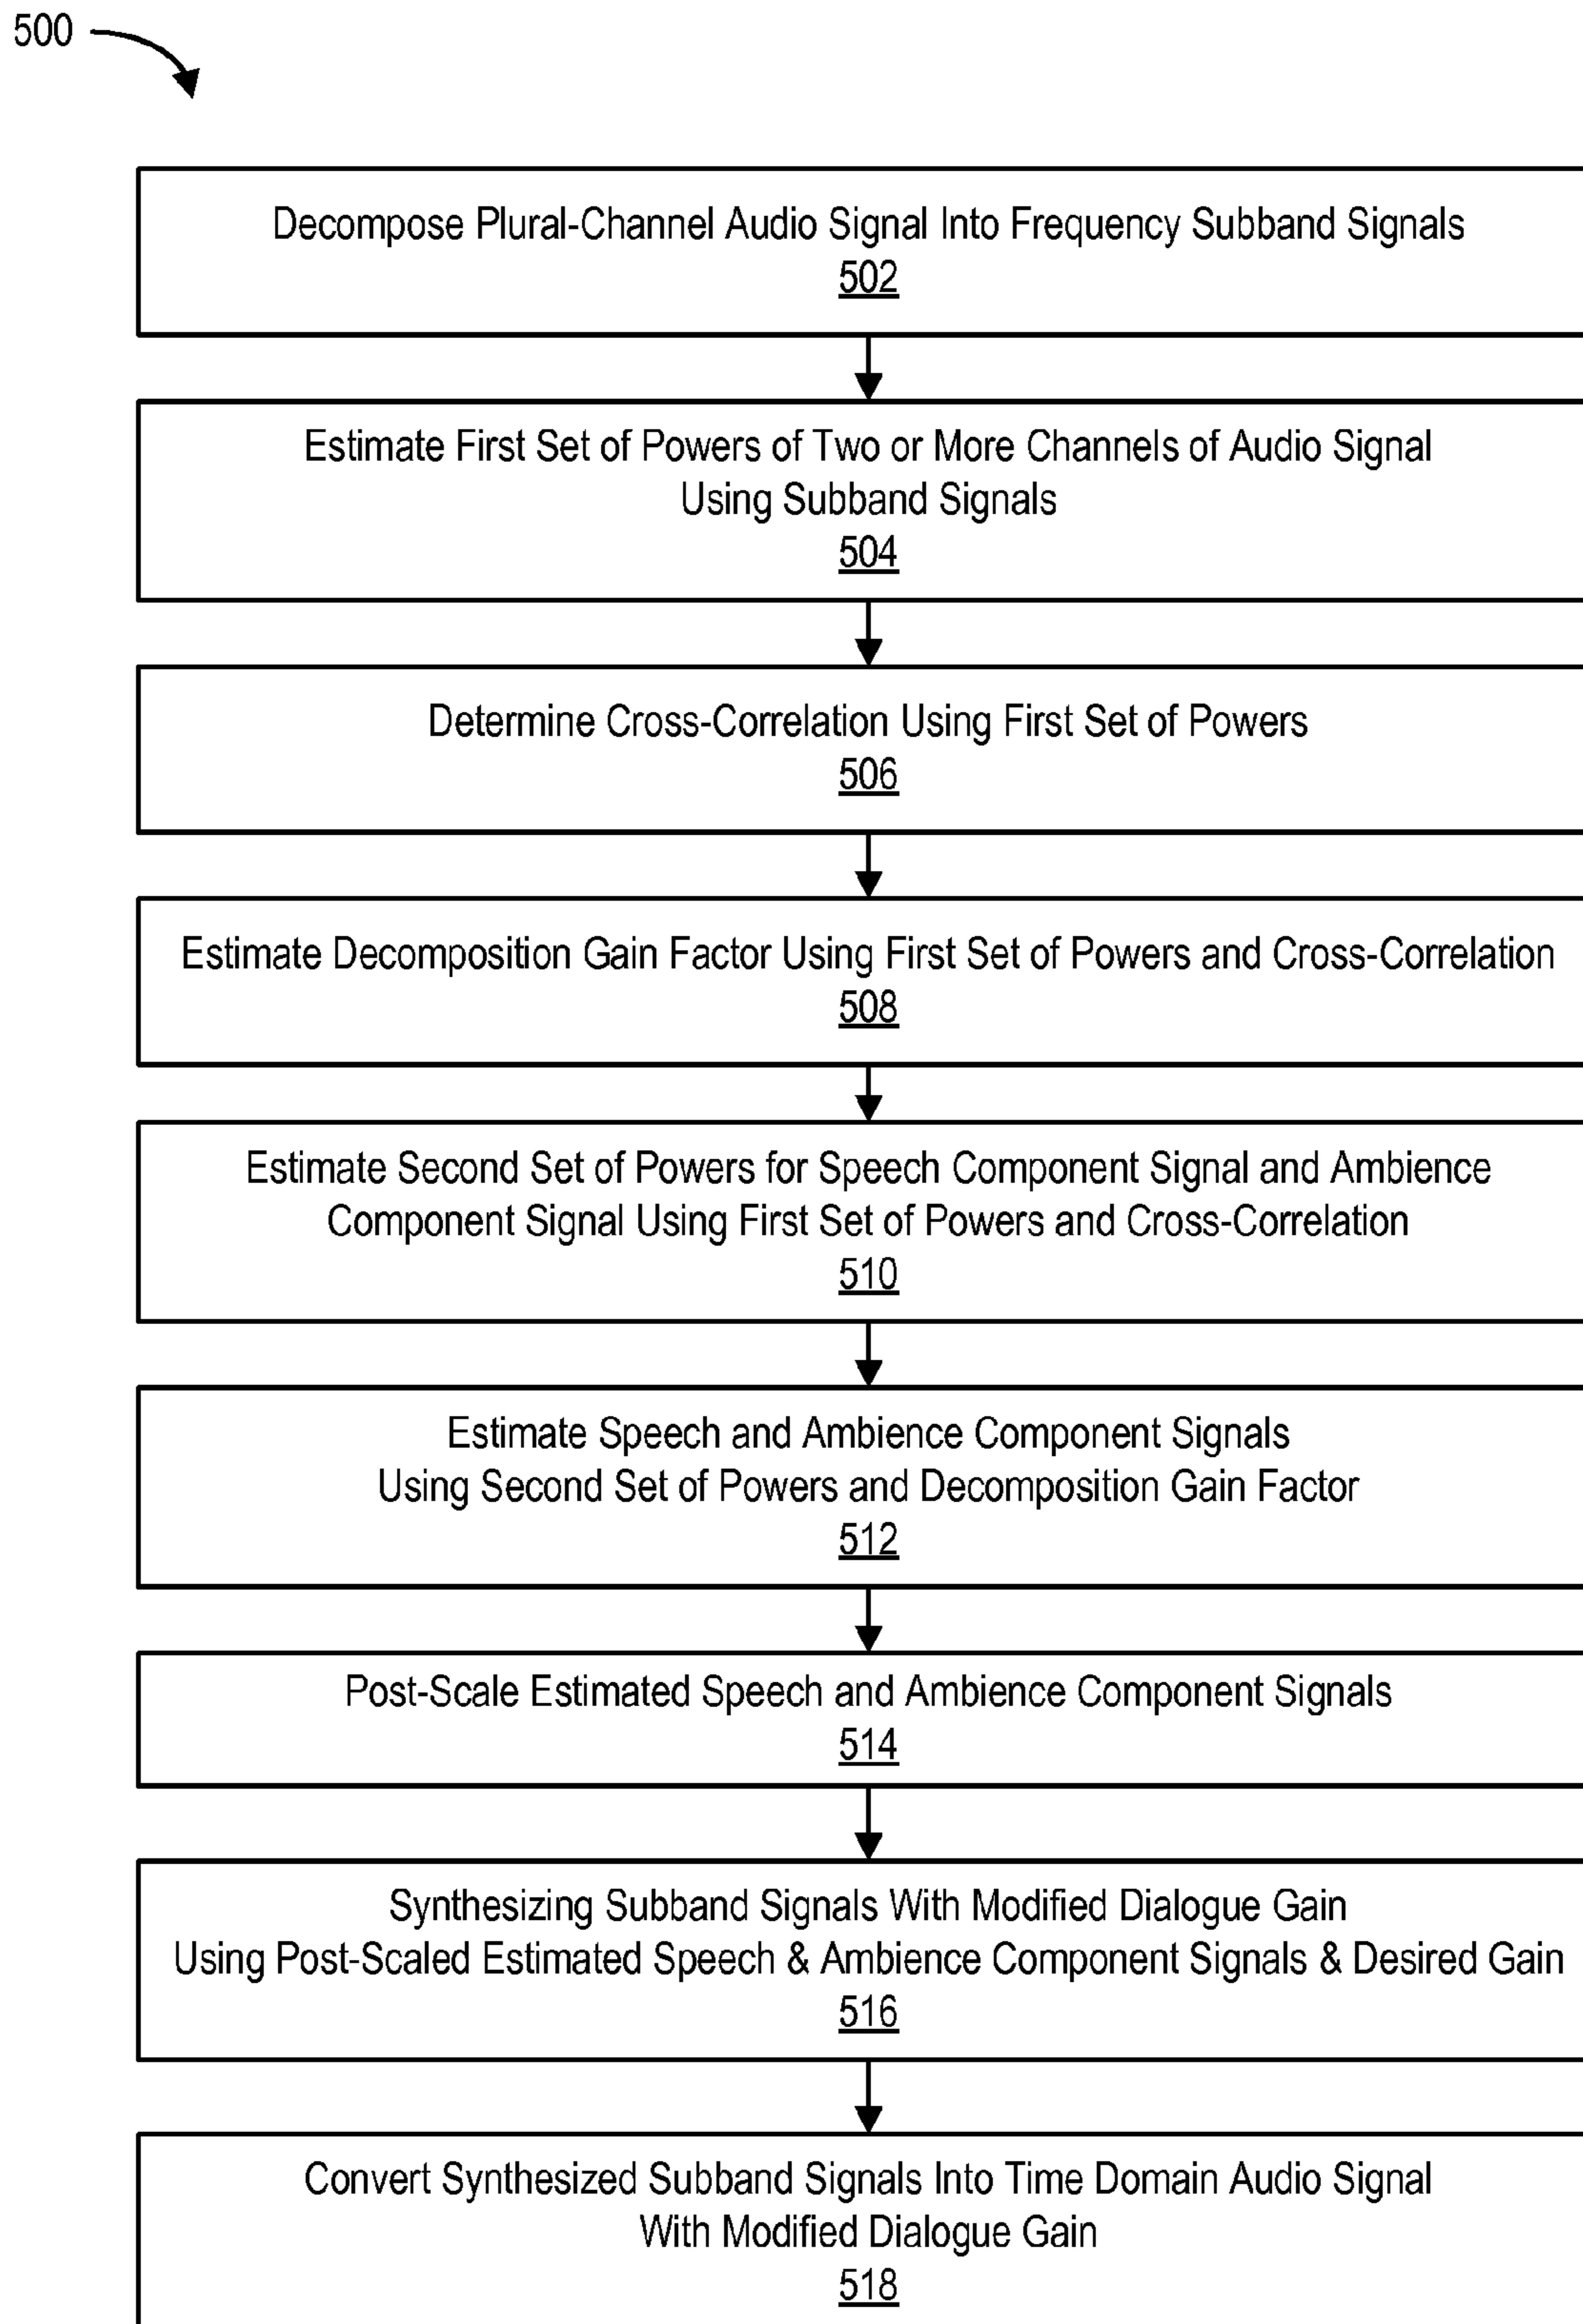 500
Decompose Plural-Channel Audio Signal Into Frequency Subband Signals
502
Estimate First Set of Powers of Two or More Channels of Audio Signal
Using Subband Signals
504
Determine Cross-Correlation Using First Set of Powers
506
Estimate Decomposition Gain Factor Using First Set of Powers and Cross-Correlation
508
Estimate Second Set of Powers for Speech Component Signal and Ambience
Component Signal Using First Set of Powers and Cross-Correlation
510
Estimate Speech and Ambience Component Signals
Using Second Set of Powers and Decomposition Gain Factor
512
Post-Scale Estimated Speech and Ambience Component Signals
514
Synthesizing Subband Signals With Modified Dialogue Gain
Using Post-Scaled Estimated Speech & Ambience Component Signals & Desired Gain
516
Convert Synthesized Subband Signals Into Time Domain Audio Signal
With Modified Dialogue Gain
518